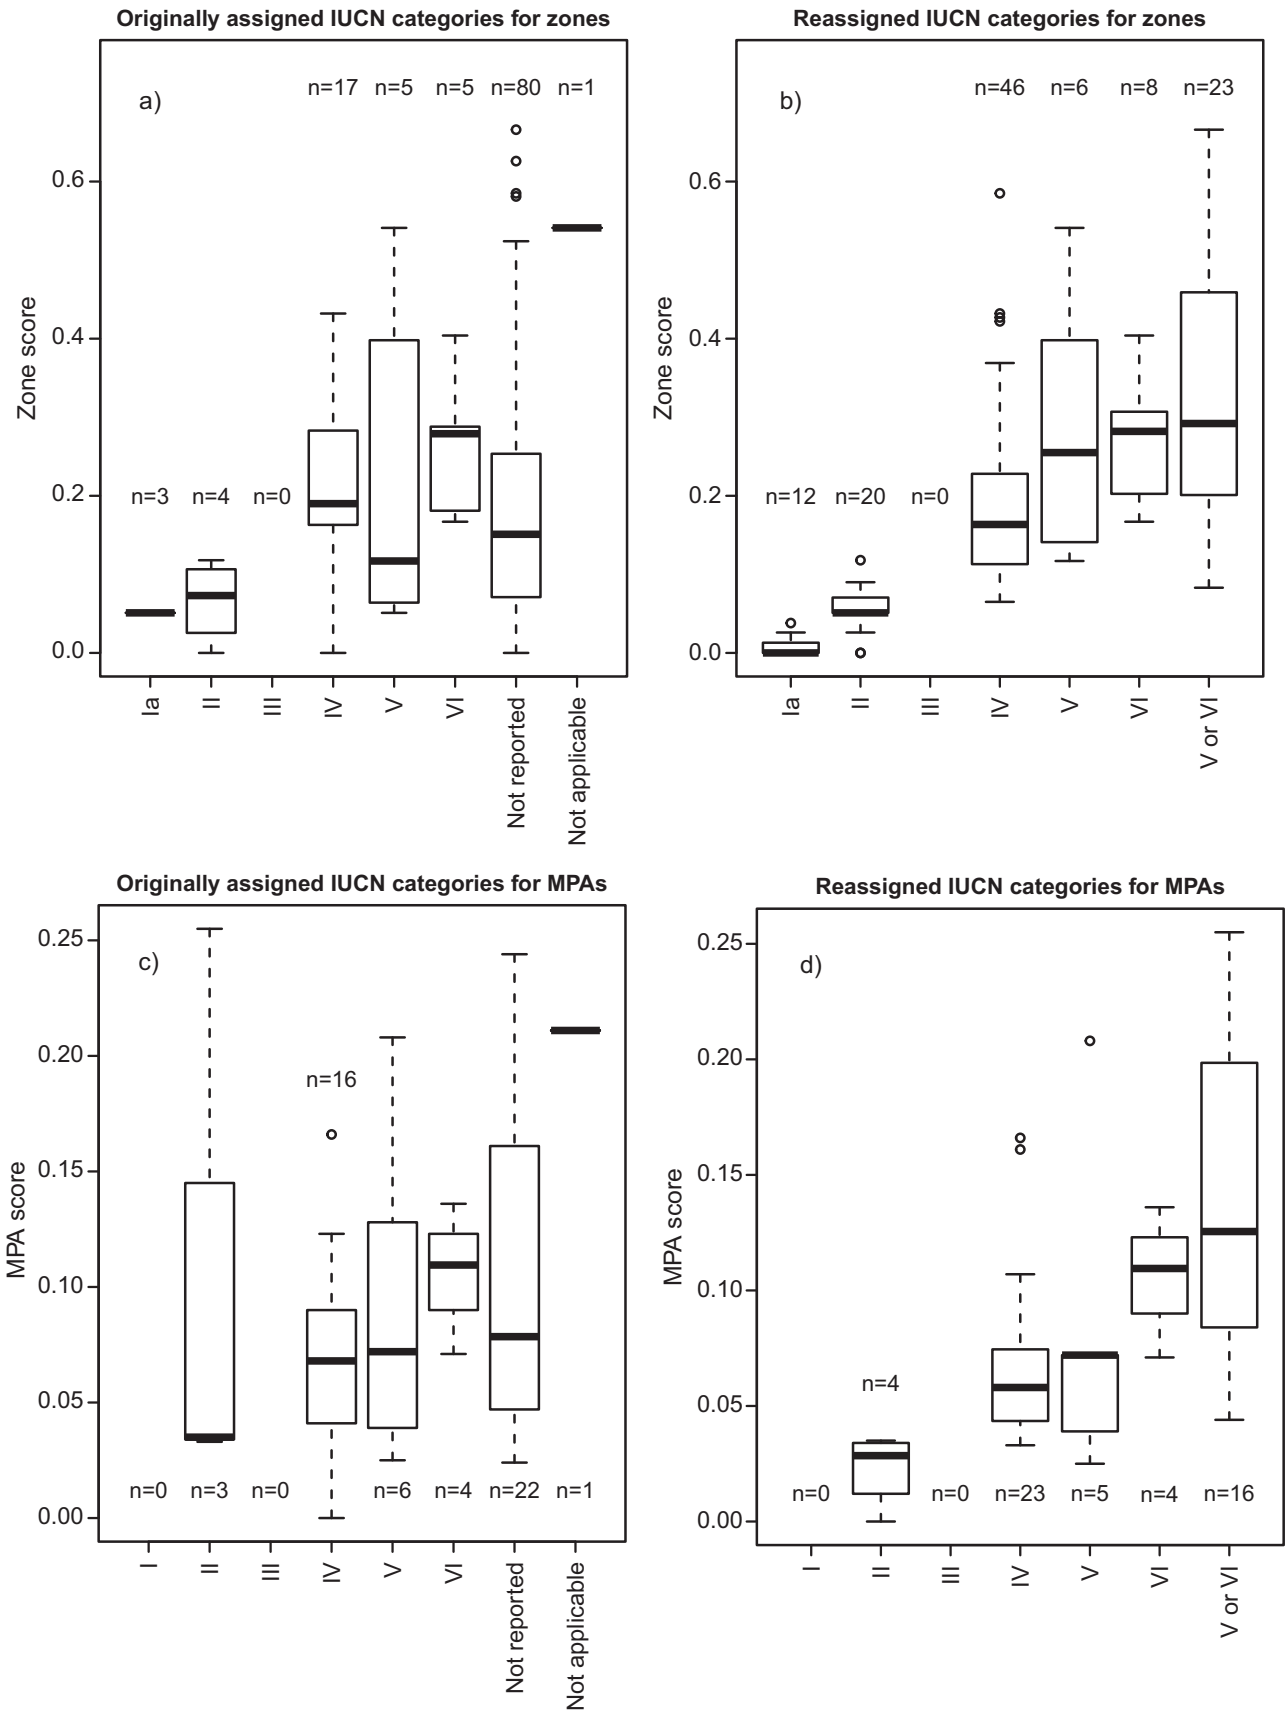 Originally assigned IUCN categories for zones
a)
n=17 n=5 n=5 n=80 n=1
n=3 n=4 n=0
Zone score
0.6
0.4
0.2
0.0
Ia II III IV V VI Not reported Not applicable
Reassigned IUCN categories for zones
b)
n=46 n=6 n=8 n=23
n=12 n=20 n=0
Zone score
0.6
0.4
0.2
0.0
Ia II III IV V VI V or VI
Originally assigned IUCN categories for MPAs
c)
n=16
MPA score
0.25
0.20
0.15
0.10
0.05
0.00
n=0 n=3 n=0 n=6 n=4 n=22 n=1
I II III IV V VI Not reported Not applicable
Reassigned IUCN categories for MPAs
d)
n=4
MPA score
0.25
0.20
0.15
0.10
0.05
0.00
n=0 n=0 n=23 n=5 n=4 n=16
I II III IV V VI V or VI